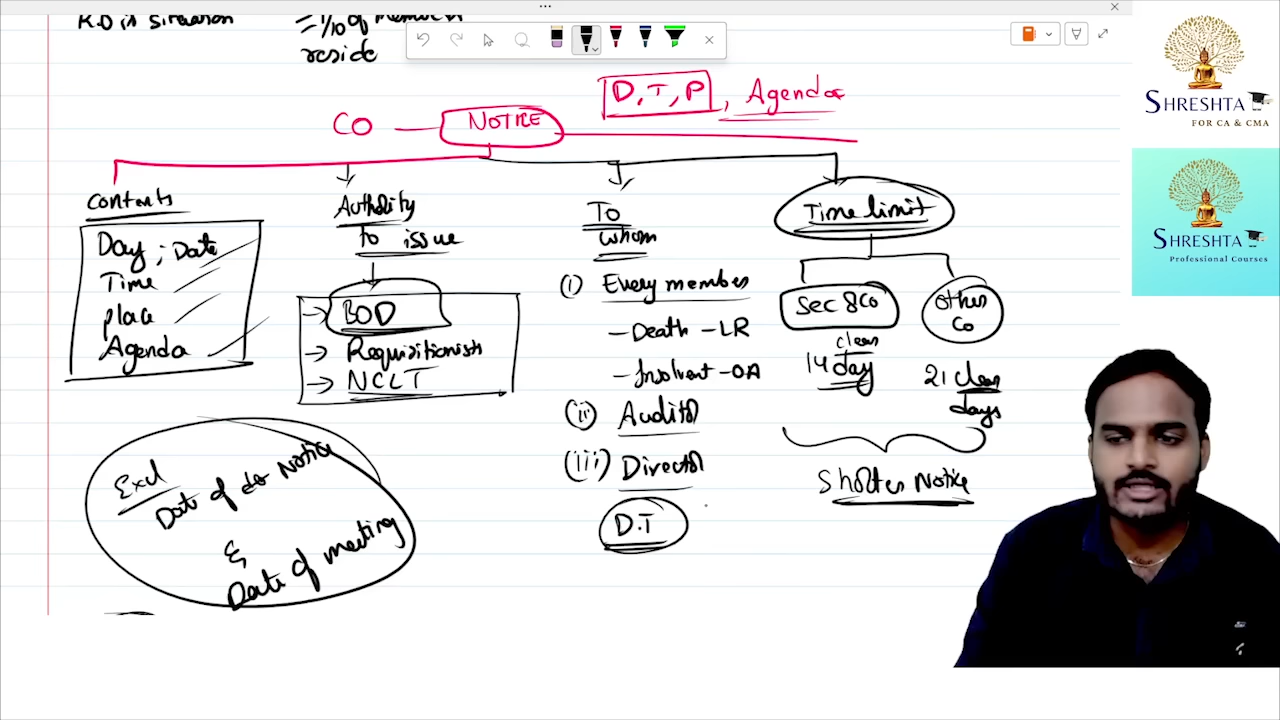 R.O is situation
= 1/10 of members
reside
D, T, P , Agenda
CO — NOTICE
Contents
Day ; Date
Time
place
Agenda
Authority
to issue
→ BOD
→ Requisitionists
→ NCLT
To
whom
(i) Every member
- Death - LR
- Insolvent - OA
(ii) Auditor
(iii) Director
D.T
Time limit
Sec 8 Co
clear
14 day
Other
Co
21 clear
days
Shorter Notice
Excl
Date of Notice
&
Date of meeting
SHRESHTA
FOR CA & CMA
SHRESHTA
Professional Courses